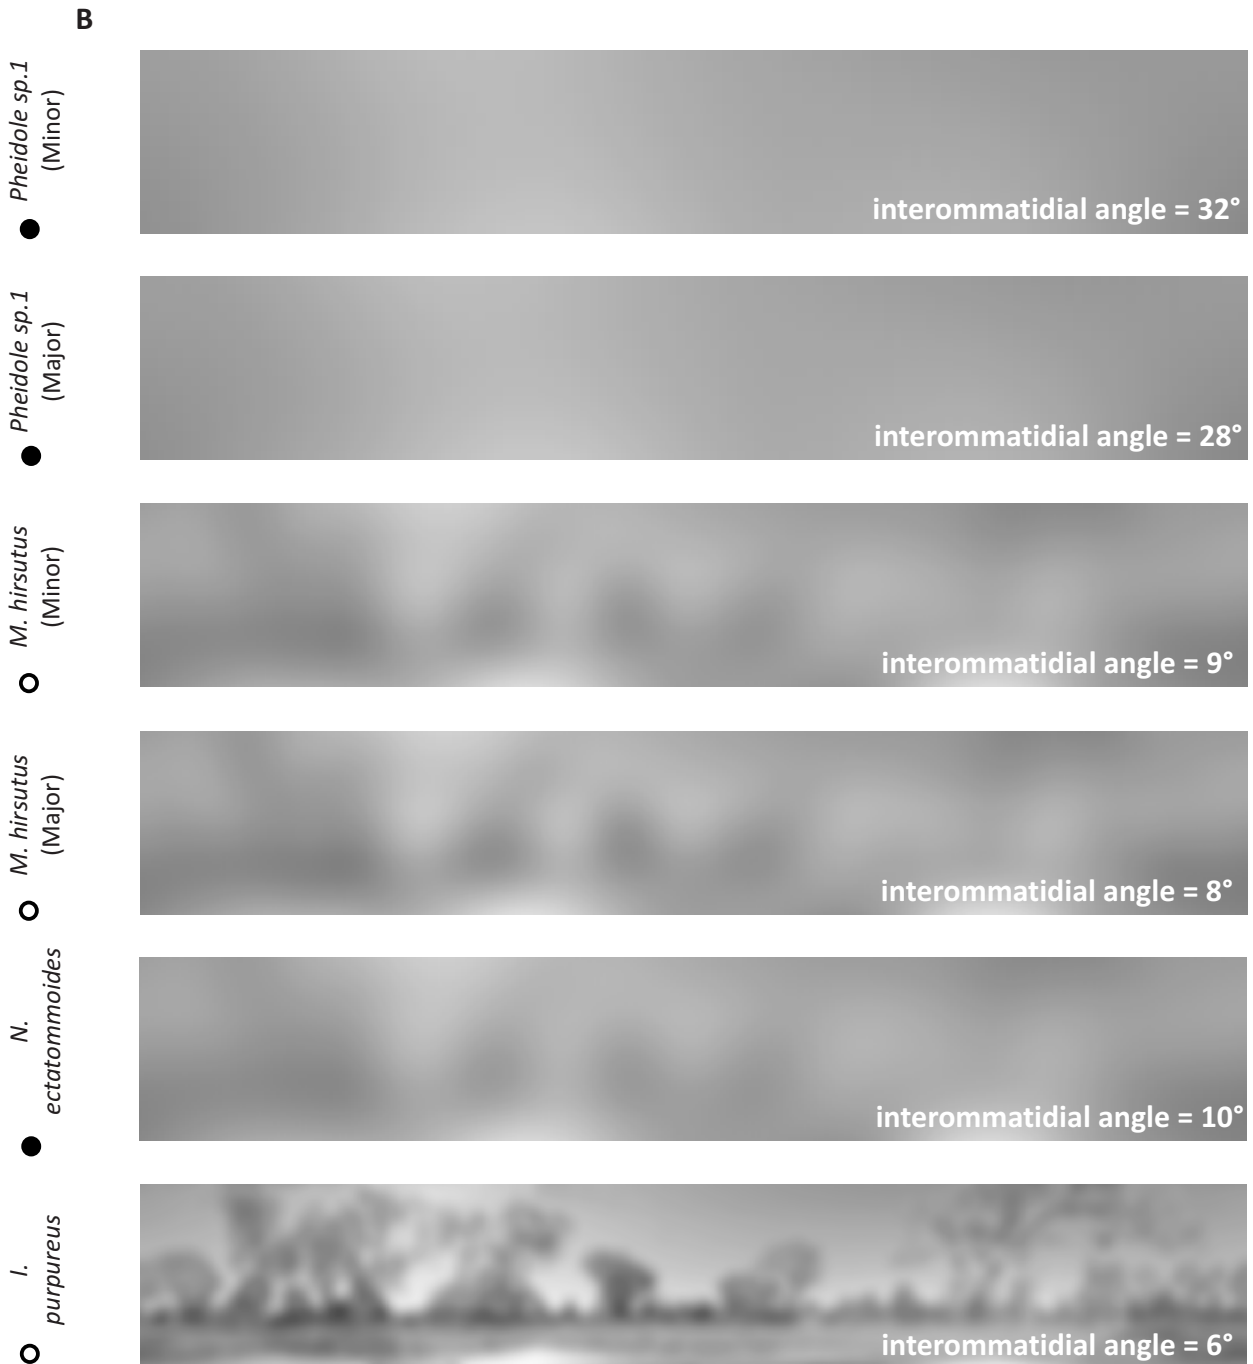 B
Pheidole sp.1
(Minor)
interommatidial angle = 32°
Pheidole sp.1
(Major)
interommatidial angle = 28°
M. hirsutus
(Minor)
interommatidial angle = 9°
M. hirsutus
(Major)
interommatidial angle = 8°
N.
ectatommoides
interommatidial angle = 10°
I.
purpureus
interommatidial angle = 6°